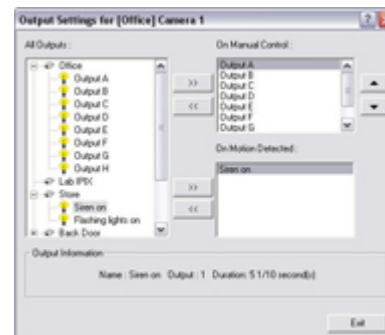 Output Settings for [Office] Camera 1
All Outputs :
Office
Output A
Output B
Output C
Output D
Output E
Output F
Output G
Output H
Lab IPIX
Store
Siren on
Flashing lights on
Back Door
>>
<<
>>
<<
On Manual Control :
Output A
Output B
Output C
Output D
Output E
Output F
Output G
On Motion Detected :
Siren on
Output Information
Name : Siren on Output : 1 Duration: 5 1/10 second(s)
Exit